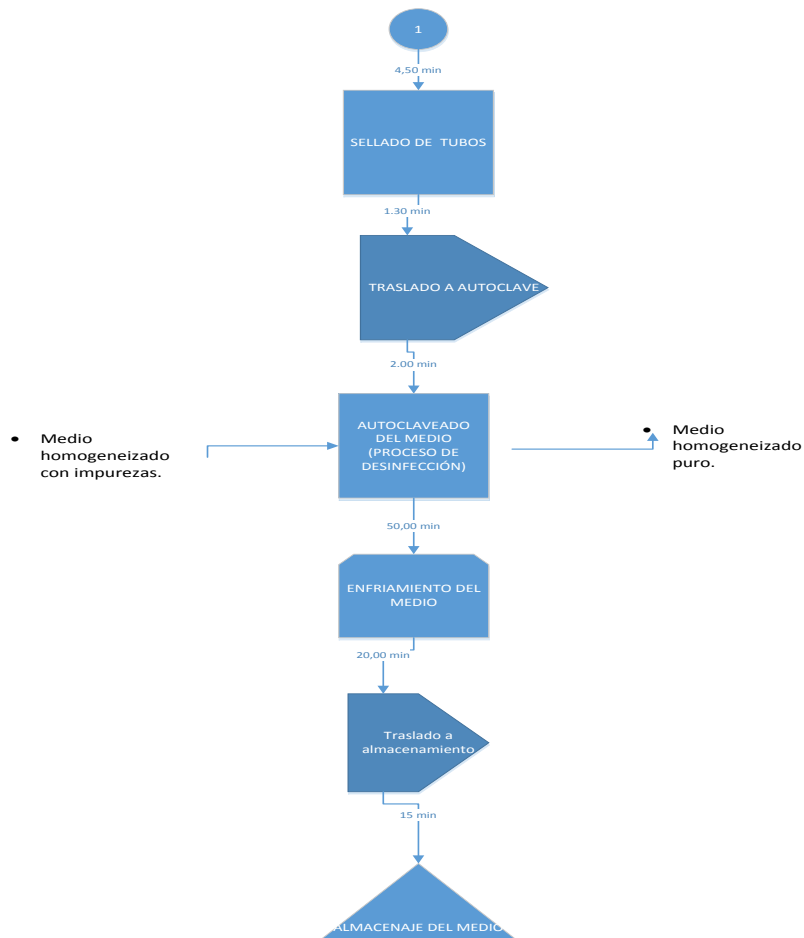 1
4,50 min
SELLADO DE TUBOS
1.30 min
TRASLADO A AUTOCLAVE
2.00 min
AUTOCLAVEADO
DEL MEDIO
(PROCESO DE
DESINFECCIÓN)
• Medio
homogeneizado
con impurezas.
• Medio
homogeneizado
puro.
50,00 min
ENFRIAMIENTO DEL
MEDIO
20,00 min
Traslado a
almacenamiento
15 min
ALMACENAJE DEL MEDIO